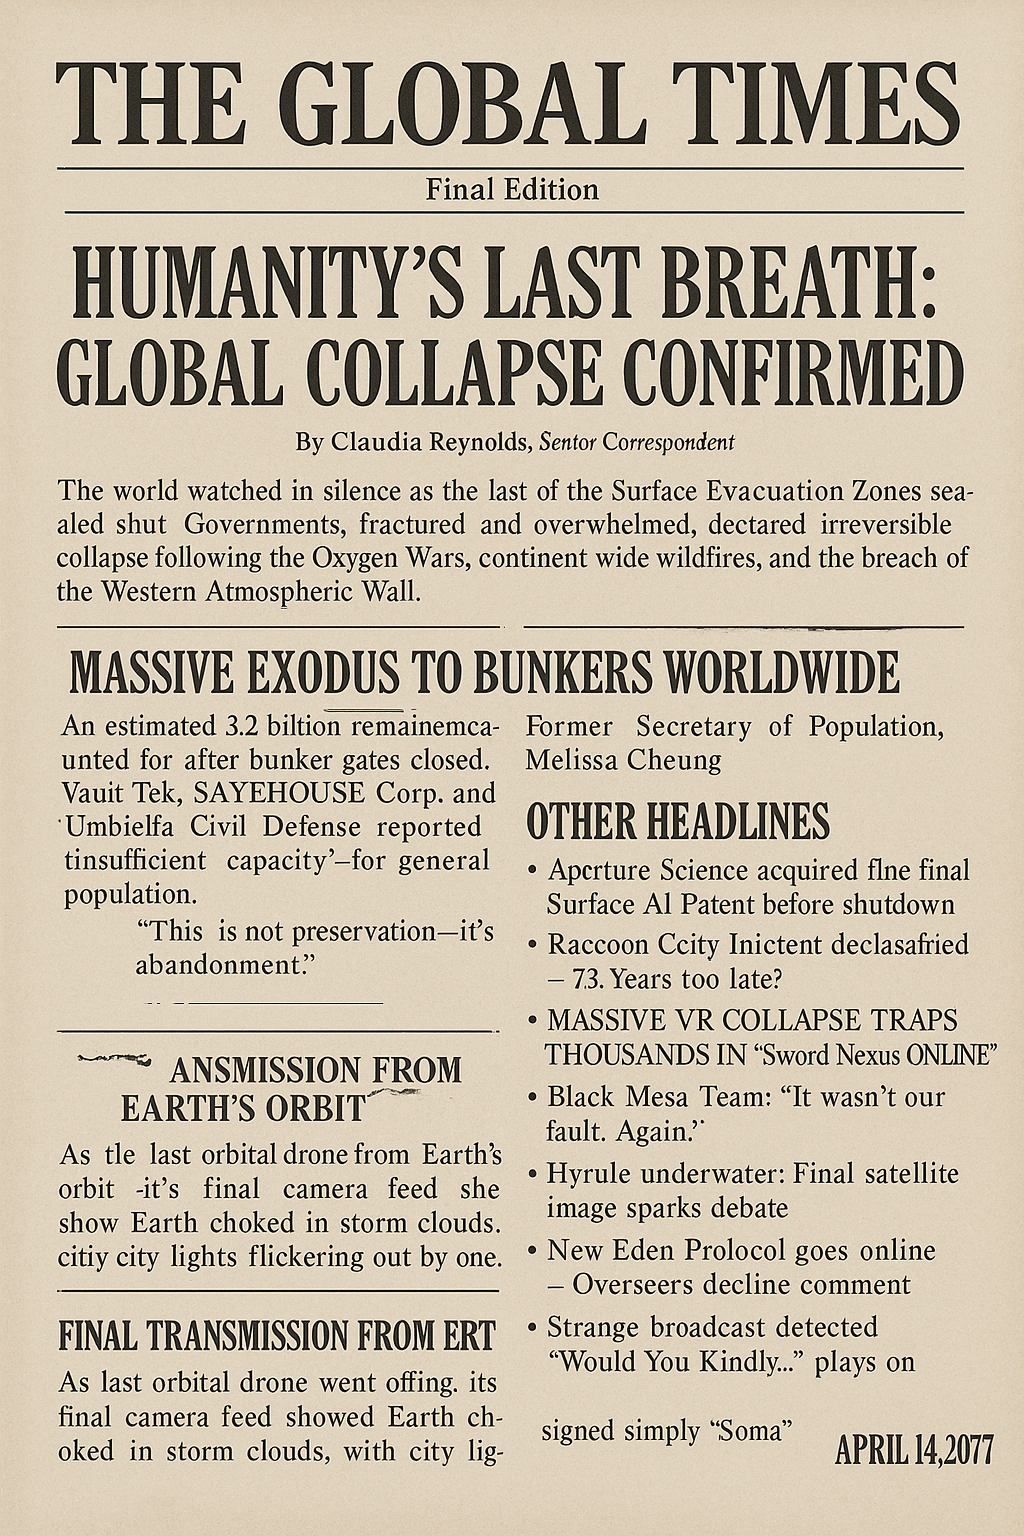 THE GLOBAL TIMES
Final Edition
HUMANITY’S LAST BREATH:
GLOBAL COLLAPSE CONFIRMED
By Claudia Reynolds, Sentor Correspondent
The world watched in silence as the last of the Surface Evacuation Zones sea-
aled shut Governments, fractured and overwhelmed, dectared irreversible
collapse following the Oxygen Wars, continent wide wildfires, and the breach of
the Western Atmospheric Wall.
MASSIVE EXODUS TO BUNKERS WORLDWIDE
An estimated 3.2 biltion remainemca-
unted for after bunker gates closed.
Vauit Tek, SAYEHOUSE Corp. and
Umbielfa Civil Defense reported
tinsufficient capacity’–for general
population.
“This is not preservation—it’s
abandonment.”
ANSMISSION FROM
EARTH’S ORBIT
As tle last orbital drone from Earth’s
orbit -it’s final camera feed she
show Earth choked in storm clouds.
citiy city lights flickering out by one.
FINAL TRANSMISSION FROM ERT
As last orbital drone went offing. its
final camera feed showed Earth ch-
oked in storm clouds, with city lig-
Former Secretary of Population,
Melissa Cheung
OTHER HEADLINES
• Apcrture Science acquired flne final
Surface Al Patent before shutdown
• Raccoon Ccity Inictent declasafried
– 73. Years too late?
• MASSIVE VR COLLAPSE TRAPS
THOUSANDS IN “Sword Nexus ONLINE”
• Black Mesa Team: “It wasn’t our
fault. Again.”
• Hyrule underwater: Final satellite
image sparks debate
• New Eden Prolocol goes online
– Overseers decline comment
• Strange broadcast detected
“Would You Kindly...” plays on
signed simply “Soma”
APRIL 14,2077